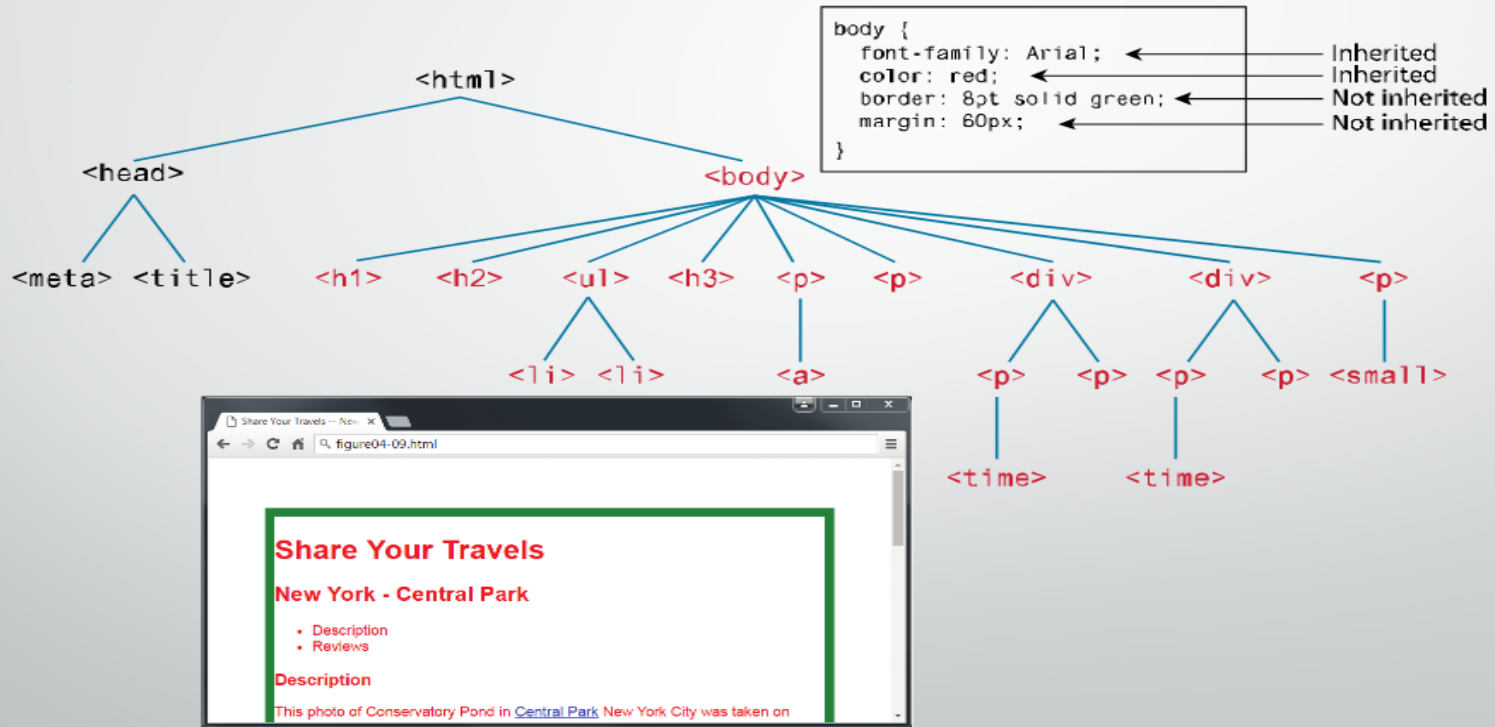 body {
font-family: Arial;
Inherited
color: red;
Inherited
border: 8pt solid green;
Not inherited
margin: 60px;
Not inherited
}
<html>
<head>
<body>
<meta> <title> <h1> <h2> <ul> <h3> <p> <p> <div> <div> <p>
<li> <li> <a> <p> <p> <p> <p> <small>
<time> <time>
Share Your Travels -- New
figure04-09.html
Share Your Travels
New York - Central Park
• Description
• Reviews
Description
This photo of Conservatory Pond in Central Park New York City was taken on